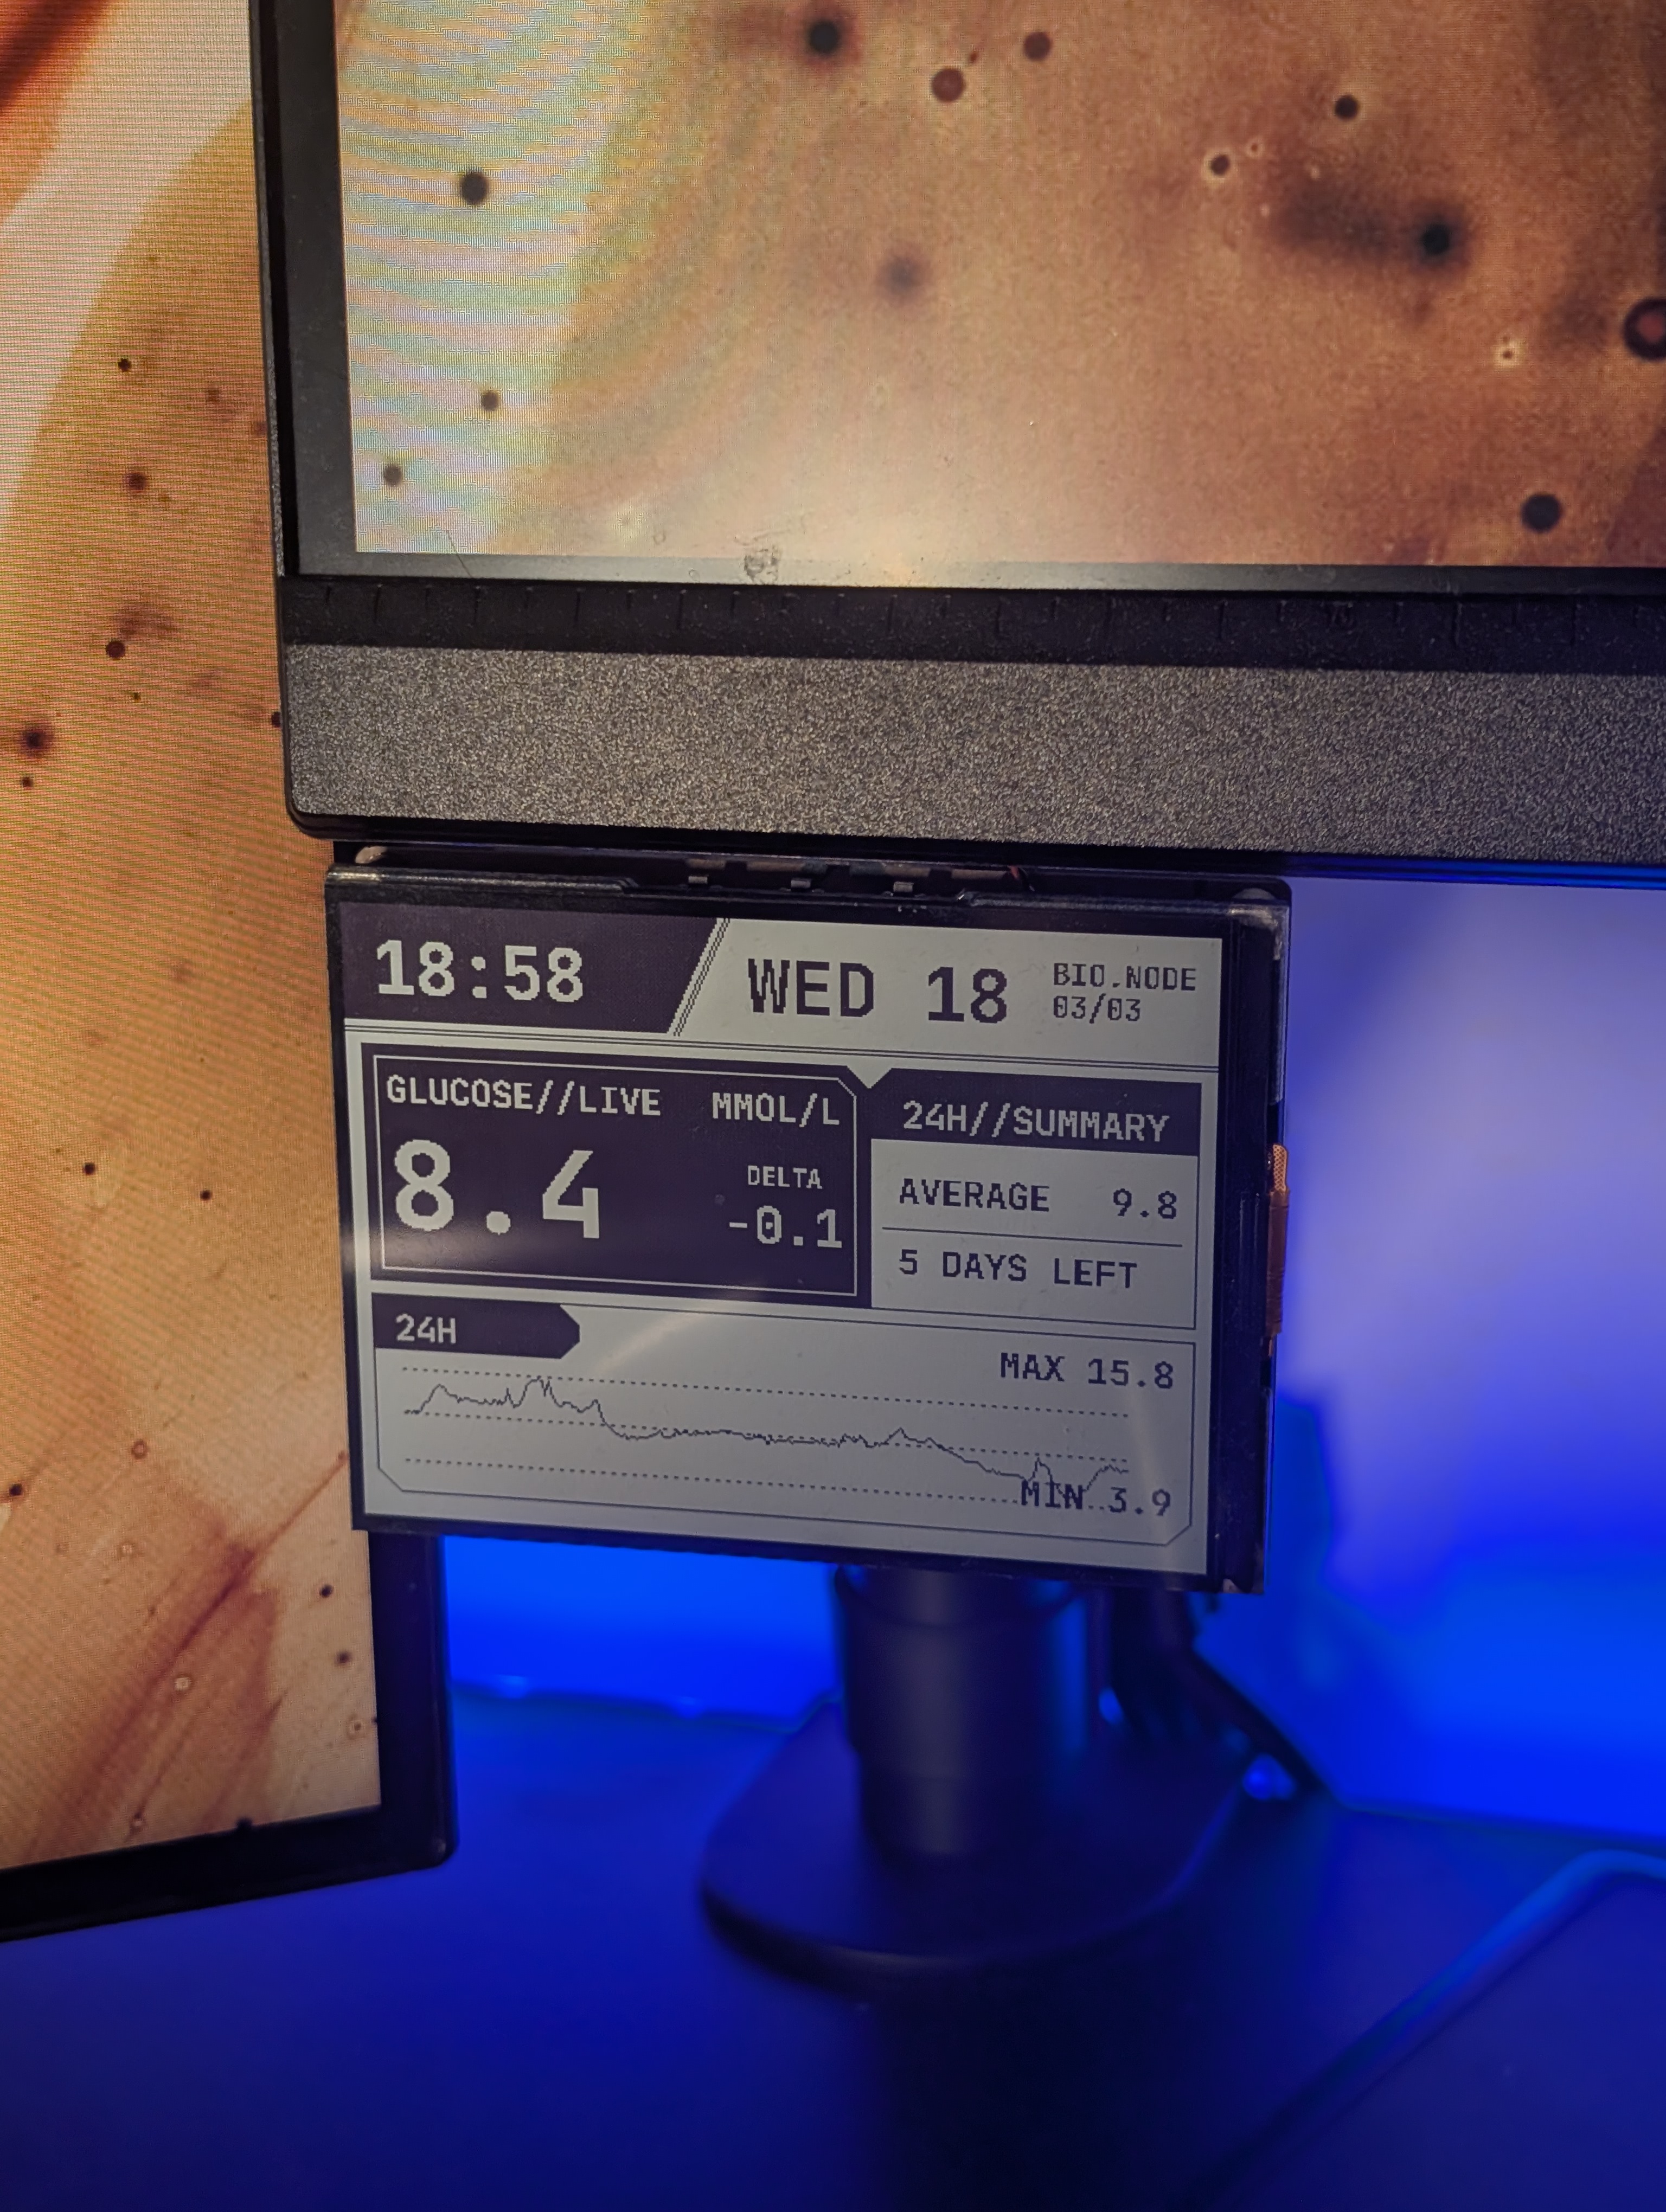 18:58
WED 18
BIO.NODE
03/03
GLUCOSE//LIVE MMOL/L
8.4
DELTA
-0.1
24H//SUMMARY
AVERAGE 9.8
5 DAYS LEFT
24H
MAX 15.8
MIN 3.9